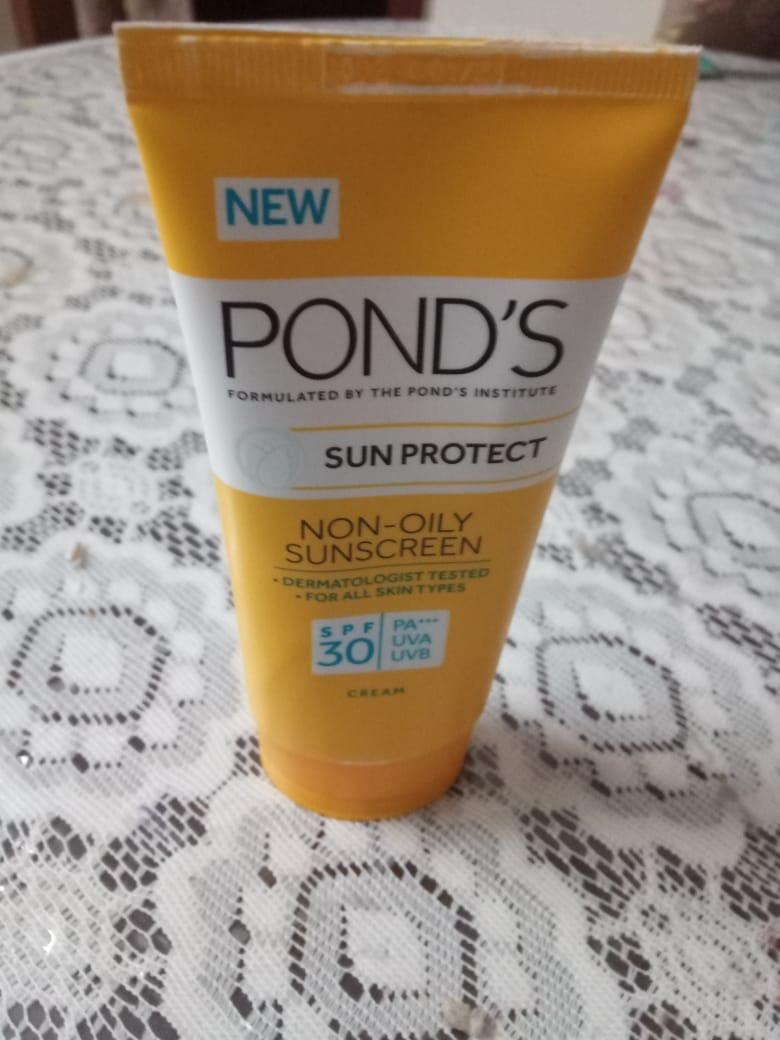 NEW
POND'S
FORMULATED BY THE POND'S INSTITUTE
SUN PROTECT
NON-OILY
SUNSCREEN
• DERMATOLOGIST TESTED
• FOR ALL SKIN TYPES
SPF
30
PA+++
UVA
UVB
CREAM